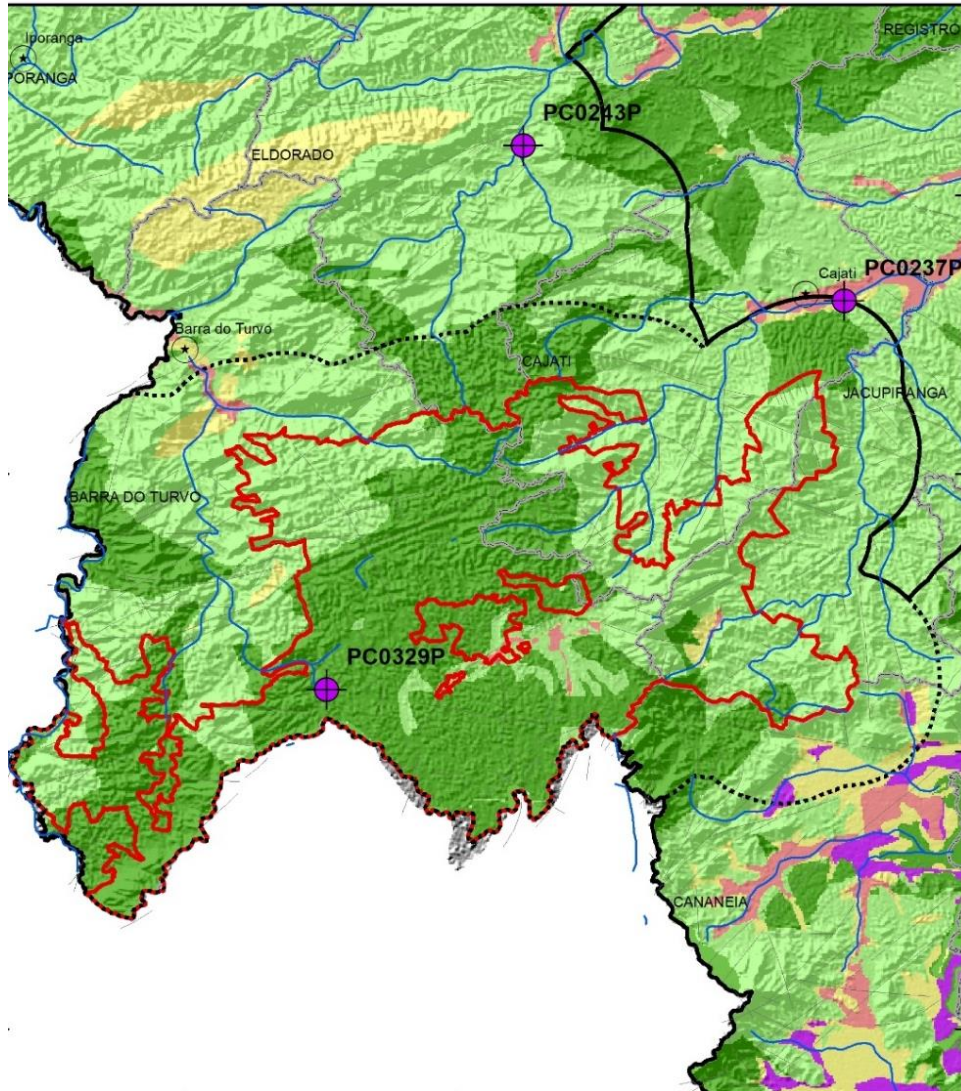 Iporanga
PORANGA
REGISTRO
PC0243P
ELDORADO
Cajati
PC0237P
Barra do Turvo
CAJATI
JACUPIRANGA
BARRA DO TURVO
PC0329P
CANANEIA